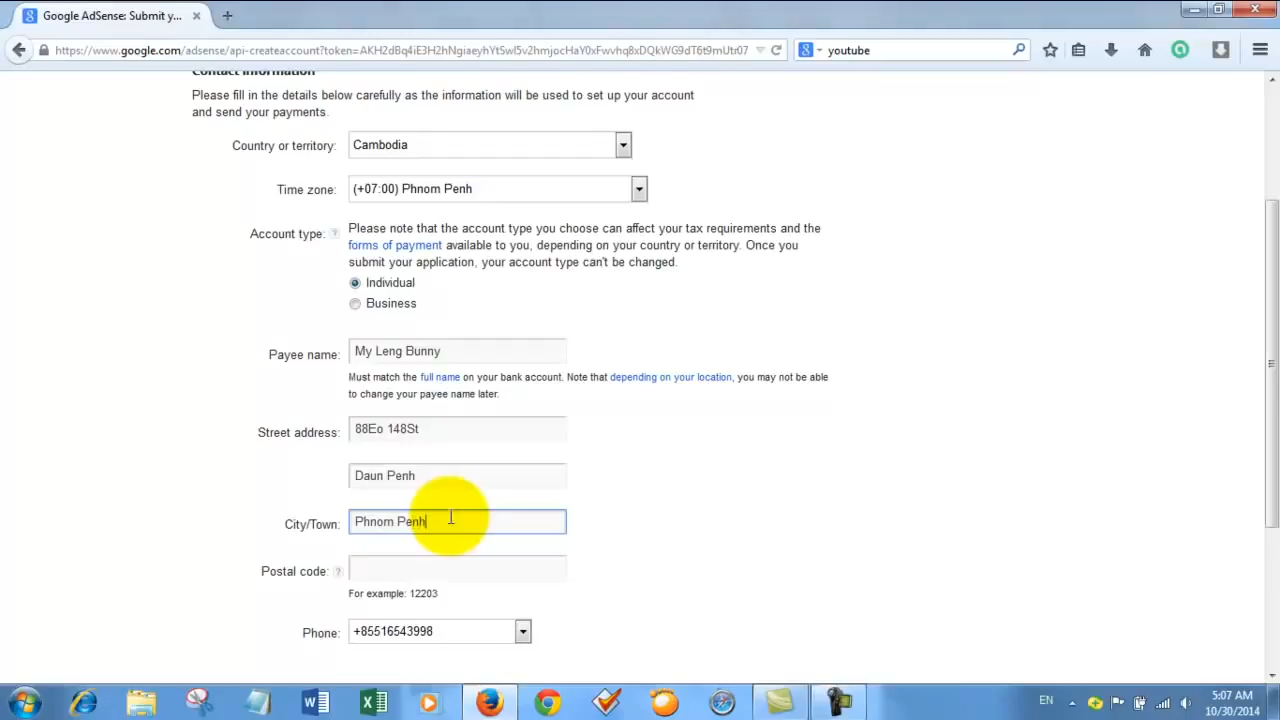 Google AdSense: Submit y...
https://www.google.com/adsense/api-createaccount?token=AKH2dBq4iE3H2hNgiaeyhYt5wl5v2hmjocHaY0xFwvhq8xDQkWG9dT6t9mUtr07
youtube
Contact information
Please fill in the details below carefully as the information will be used to set up your account
and send your payments.
Country or territory: Cambodia
Time zone: (+07:00) Phnom Penh
Account type: ? Please note that the account type you choose can affect your tax requirements and the
forms of payment available to you, depending on your country or territory. Once you
submit your application, your account type can't be changed.
Individual
Business
Payee name: My Leng Bunny
Must match the full name on your bank account. Note that depending on your location, you may not be able
to change your payee name later.
Street address: 88Eo 148St
Daun Penh
City/Town: Phnom Penh
Postal code: ?
For example: 12203
Phone: +85516543998
EN
5:07 AM
10/30/2014